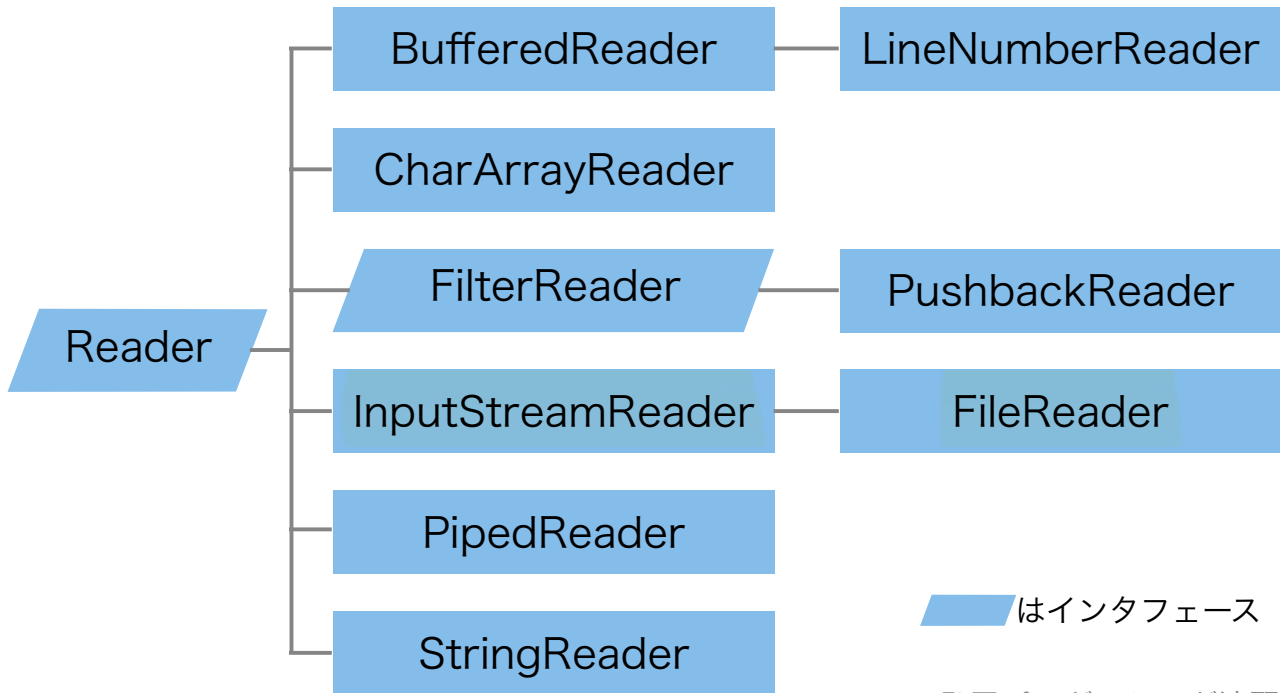 BufferedReader
LineNumberReader
CharArrayReader
FilterReader
PushbackReader
Reader
InputStreamReader
FileReader
PipedReader
はインタフェース
StringReader